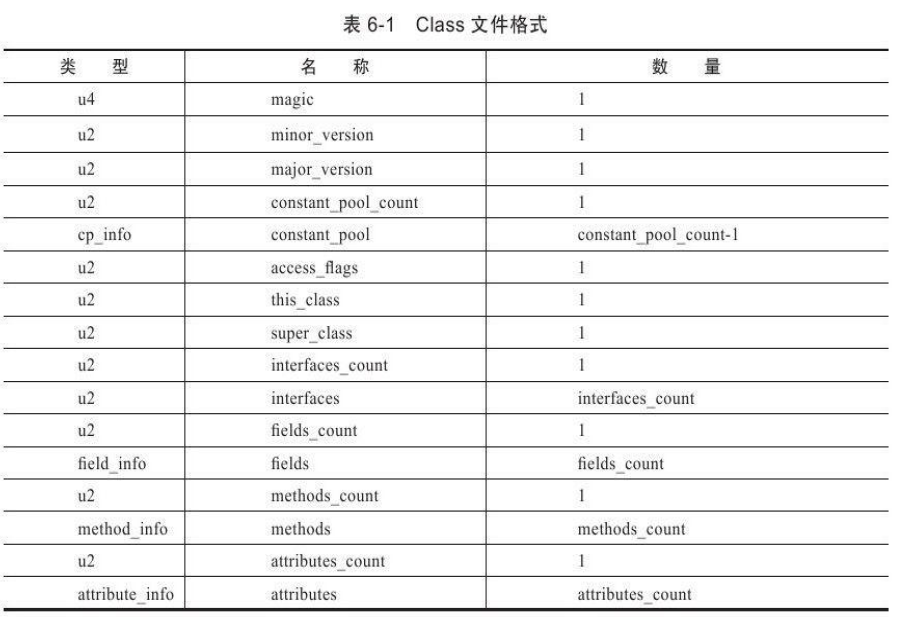 表 6-1 Class 文件格式
类 型 名 称 数 量
u4 magic 1
u2 minor_version 1
u2 major_version 1
u2 constant_pool_count 1
cp_info constant_pool constant_pool_count-1
u2 access_flags 1
u2 this_class 1
u2 super_class 1
u2 interfaces_count 1
u2 interfaces interfaces_count
u2 fields_count 1
field_info fields fields_count
u2 methods_count 1
method_info methods methods_count
u2 attributes_count 1
attribute_info attributes attributes_count